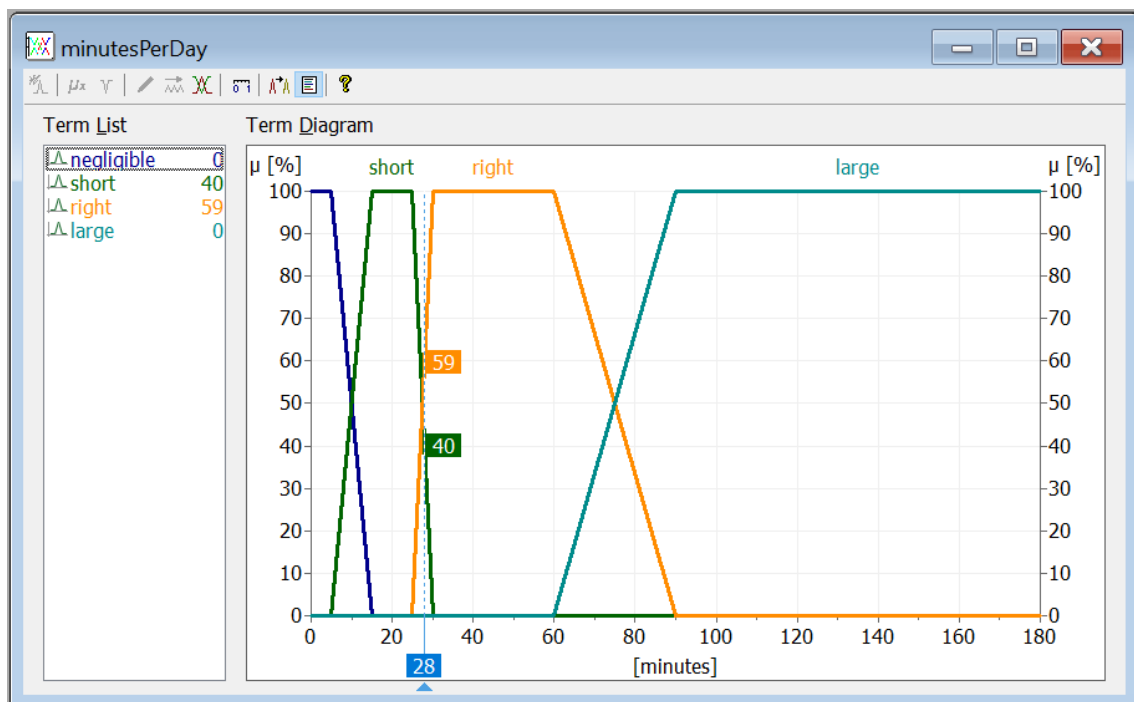 minutesPerDay
Term List
negligible 0
short 40
right 59
large 0
Term Diagram
µ [%] short right large µ [%]
100 100
90 90
80 80
70 70
60 60
50 50
40 40
30 30
20 20
10 10
0 0
59
40
0 20 40 60 80 100 120 140 160 180
28 [minutes]